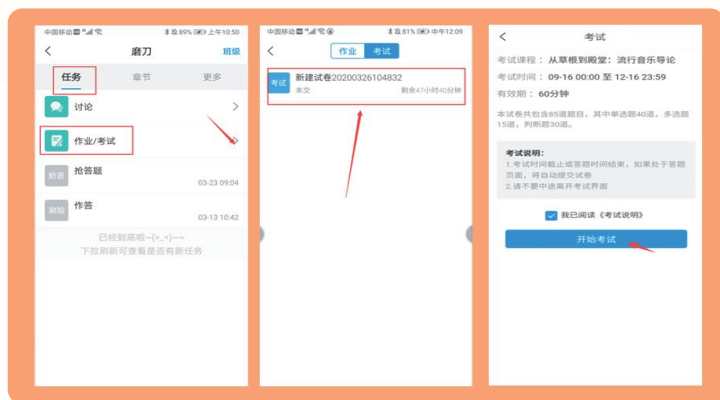 中国移动 89% 上午10:50
磨刀 班级
任务 章节 更多
讨论
作业/考试
抢答 抢答题
03-23 09:04
测验 作答
03-13 10:42
已经到底啦~(>_<)~~
下拉刷新可查看是否有新任务
中国移动 81% 中午12:09
作业 考试
考试 新建试卷20200326104832
未交 剩余47小时40分钟
考试
考试课程：从草根到殿堂：流行音乐导论
考试时间：09-16 00:00 至 12-16 23:59
有效期：60分钟
本试卷共包含85道题目，其中单选题40道，多选题
15道，判断题30道。
考试说明：
1.考试时间截止或答题时间结束，如果处于答题
页面，将自动提交试卷
2.请不要中途离开考试界面
我已阅读《考试说明》
开始考试